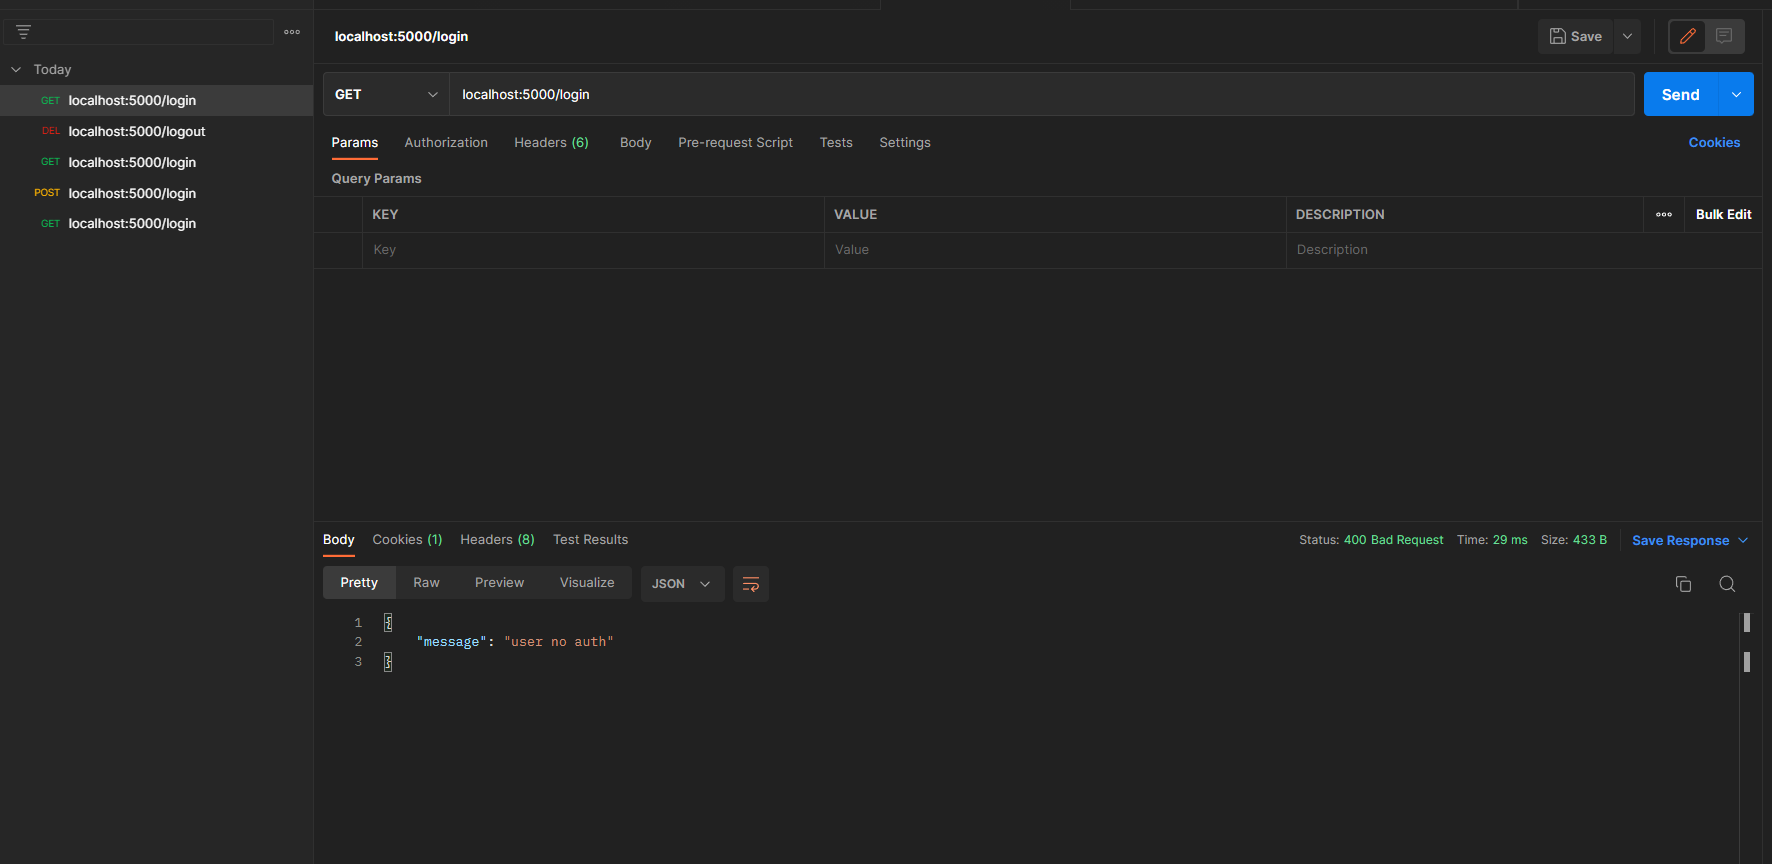 Today
GET localhost:5000/login
DEL localhost:5000/logout
GET localhost:5000/login
POST localhost:5000/login
GET localhost:5000/login
localhost:5000/login
Save
GET localhost:5000/login Send
Params Authorization Headers (6) Body Pre-request Script Tests Settings Cookies
Query Params
KEY VALUE DESCRIPTION Bulk Edit
Key Value Description
Body Cookies (1) Headers (8) Test Results Status: 400 Bad Request Time: 29 ms Size: 433 B Save Response
Pretty Raw Preview Visualize JSON
1 {
2 "message": "user no auth"
3 }